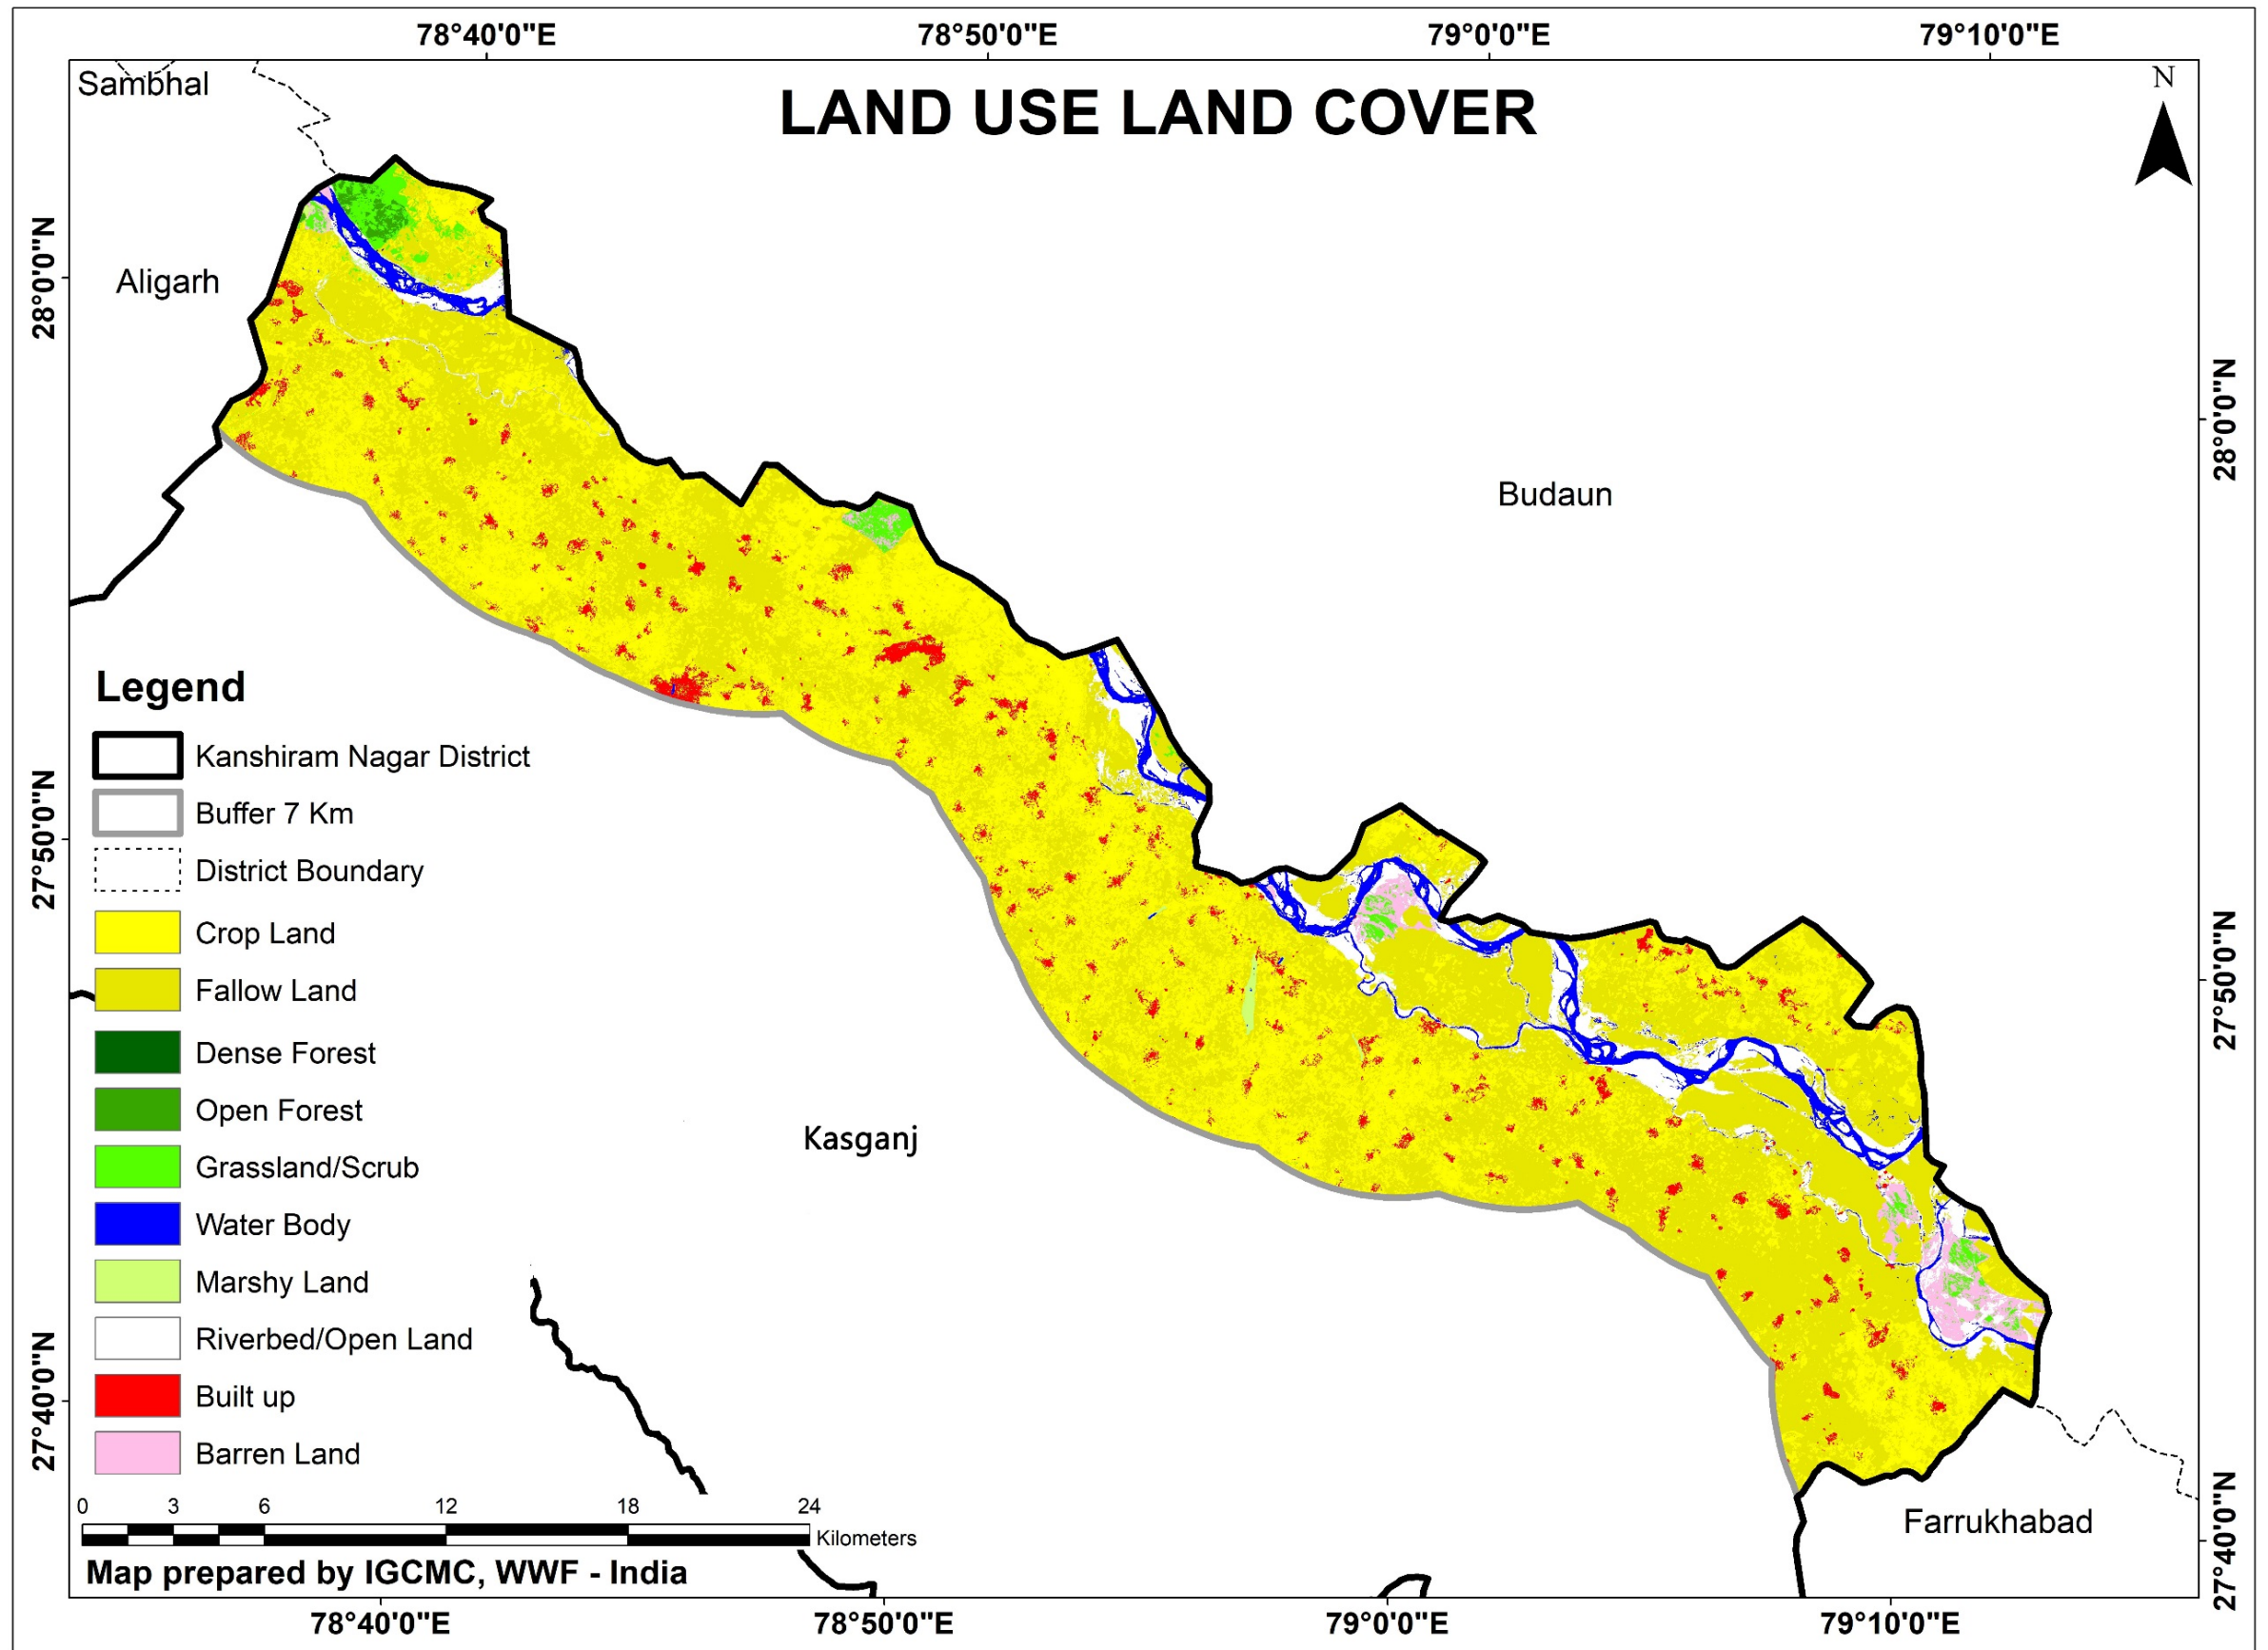 78°40'0"E
78°50'0"E
79°0'0"E
79°10'0"E
Sambhal
N
LAND USE LAND COVER
Aligarh
28°0'0"N
28°0'0"N
Budaun
Legend
Kanshiram Nagar District
Buffer 7 Km
District Boundary
Crop Land
Fallow Land
Dense Forest
Open Forest
Grassland/Scrub
Water Body
Marshy Land
Riverbed/Open Land
Built up
Barren Land
27°50'0"N
27°50'0"N
Kasganj
27°40'0"N
27°40'0"N
Farrukhabad
0 3 6 12 18 24
Kilometers
Map prepared by IGCMC, WWF - India
78°40'0"E
78°50'0"E
79°0'0"E
79°10'0"E